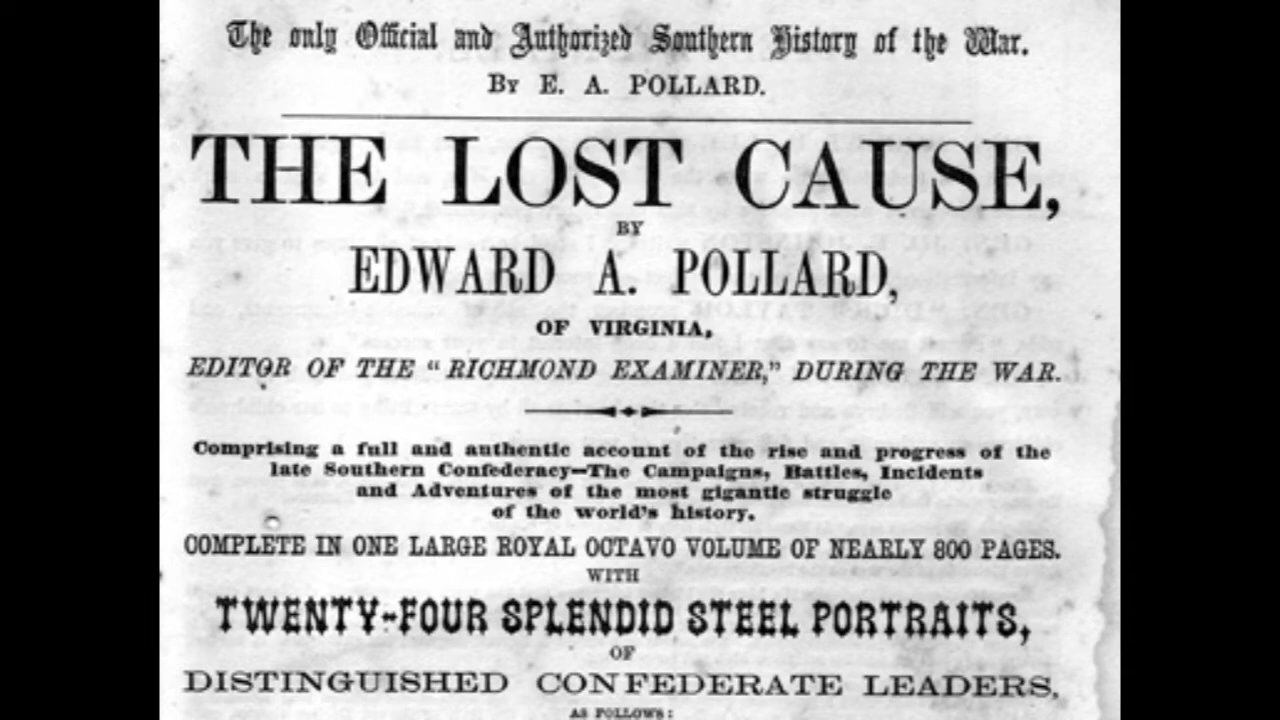 The only Official and Authorized Southern History of the War.
By E. A. POLLARD.
THE LOST CAUSE,
BY
EDWARD A. POLLARD,
OF VIRGINIA,
EDITOR OF THE "RICHMOND EXAMINER," DURING THE WAR.
Comprising a full and authentic account of the rise and progress of the
late Southern Confederacy—The Campaigns, Battles, Incidents
and Adventures of the most gigantic struggle
of the world's history.
COMPLETE IN ONE LARGE ROYAL OCTAVO VOLUME OF NEARLY 800 PAGES.
WITH
TWENTY-FOUR SPLENDID STEEL PORTRAITS,
OF
DISTINGUISHED CONFEDERATE LEADERS,
AS FOLLOWS: